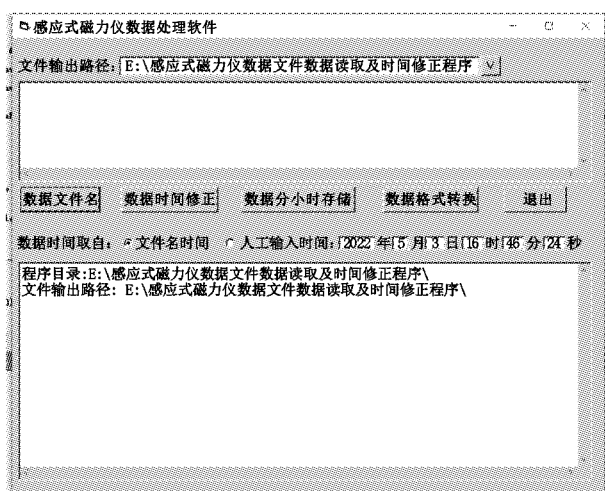 感应式磁力仪数据处理软件
文件输出路径: E:\感应式磁力仪数据文件数据读取及时间修正程序
数据文件名 数据时间修正 数据分小时存储 数据格式转换 退出
数据时间取自: 文件名时间 人工输入时间: 2022 年 5 月 3 日 16 时 46 分 24 秒
程序目录:E:\感应式磁力仪数据文件数据读取及时间修正程序\
文件输出路径: E:\感应式磁力仪数据文件数据读取及时间修正程序\